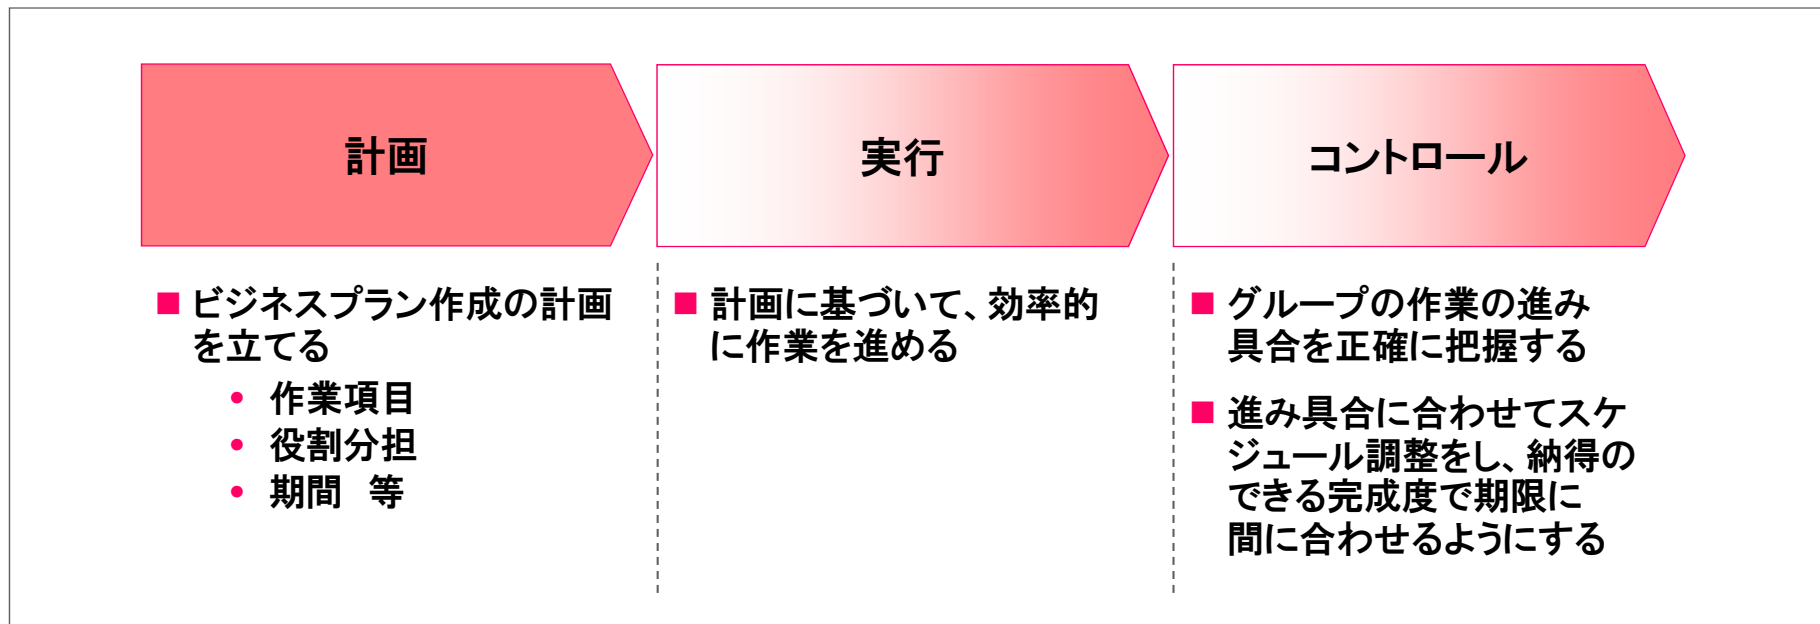 計画
実行
コントロール
■ ビジネスプラン作成の計画
を立てる
• 作業項目
• 役割分担
• 期間　等
■ 計画に基づいて、効率的
に作業を進める
■ グループの作業の進み
具合を正確に把握する
■ 進み具合に合わせてスケ
ジュール調整をし、納得の
できる完成度で期限に
間に合わせるようにする